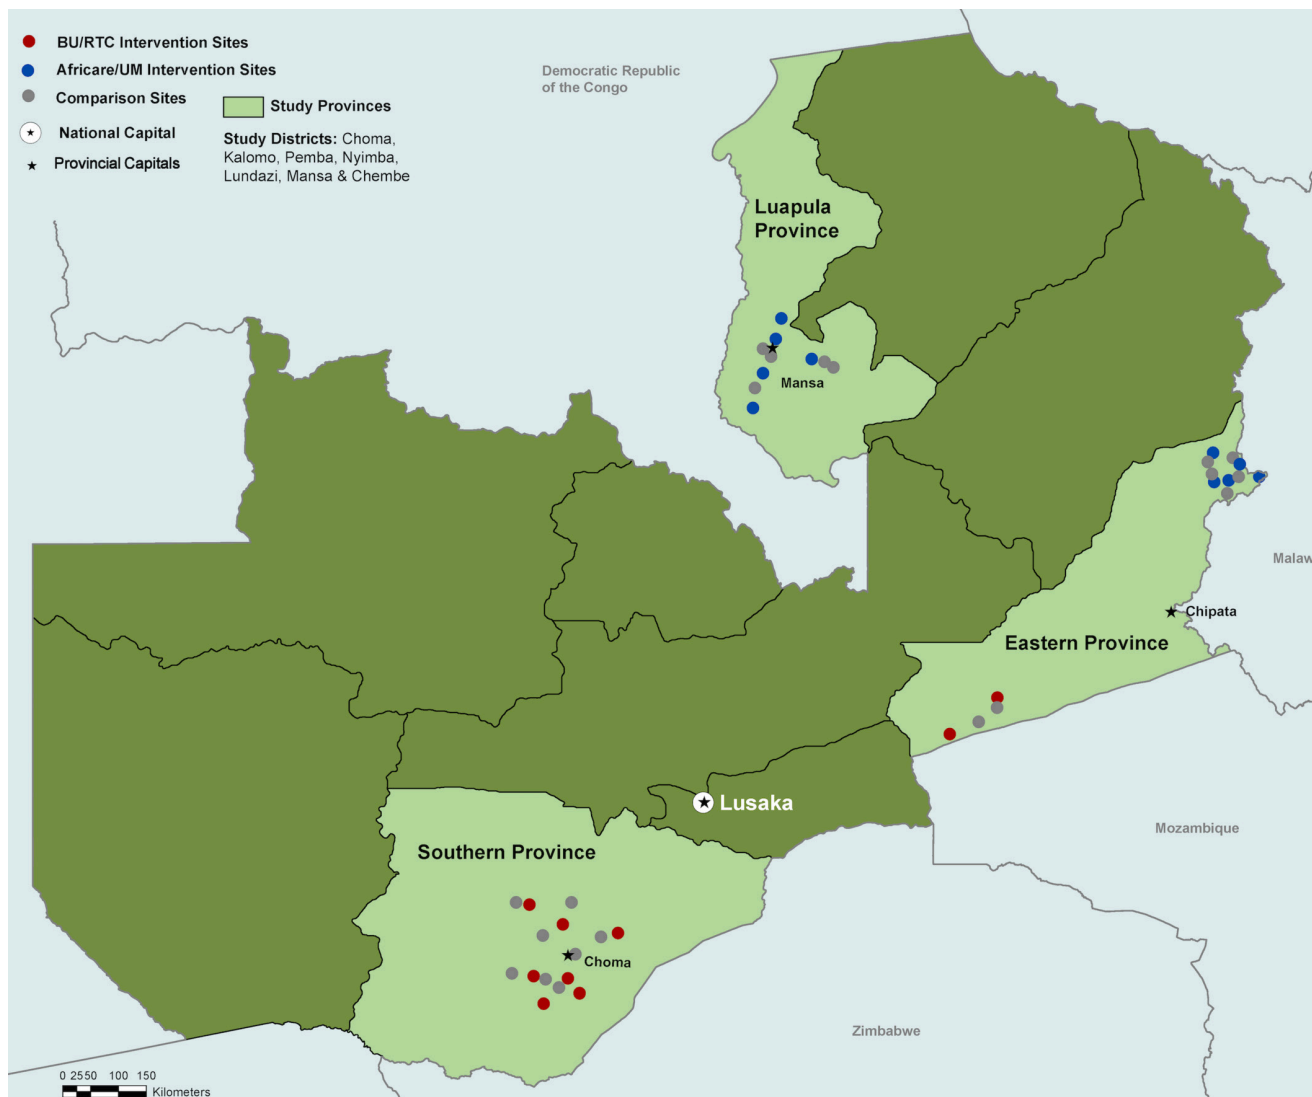 BU/RTC Intervention Sites
Africare/UM Intervention Sites
Comparison Sites
National Capital
Provincial Capitals
Study Provinces
Study Districts: Choma,
Kalomo, Pemba, Nyimba,
Lundazi, Mansa & Chembe
Democratic Republic
of the Congo
Luapula
Province
Mansa
Malaw
Chipata
Eastern Province
Lusaka
Mozambique
Southern Province
Choma
Zimbabwe
0 25 50 100 150
Kilometers